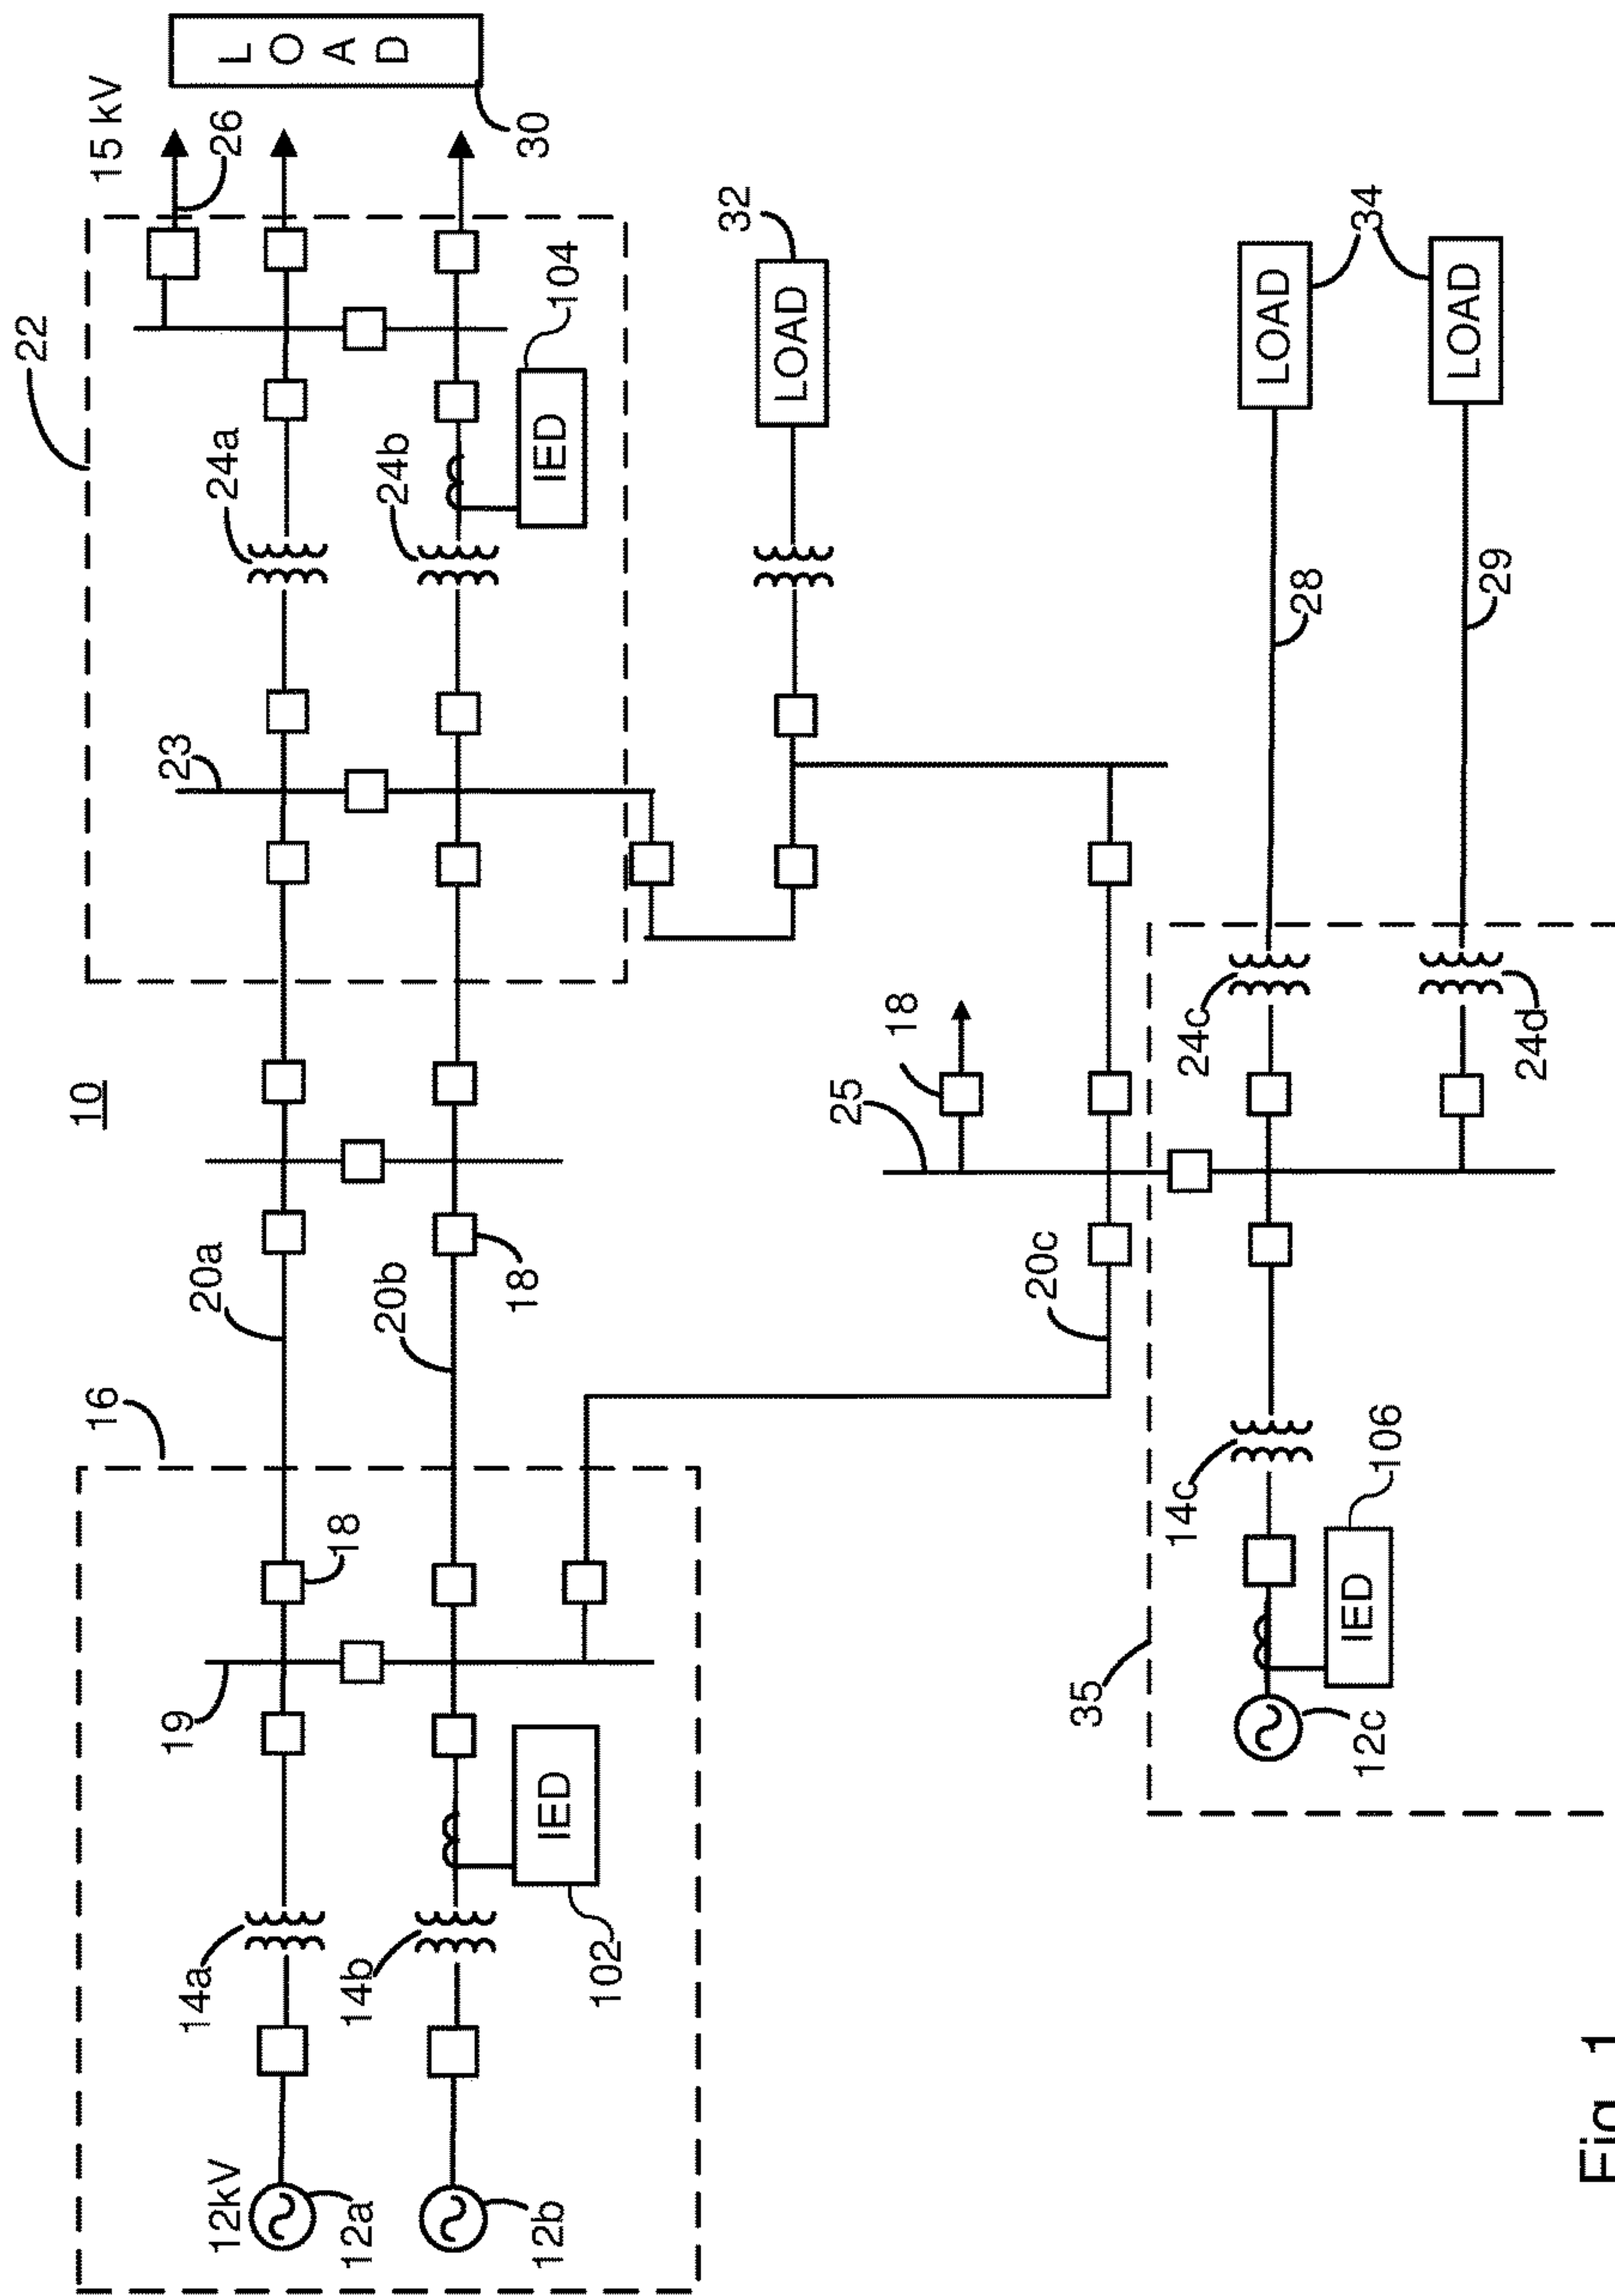 10
22
15 kV
26
LOAD
30
24a
24b
IED
104
23
32
LOAD
16
20a
20b
18
18
19
14a
14b
IED
102
12kV
12a
12b
25
18
20c
24c
24d
28
29
LOAD
LOAD
34
35
14c
IED
106
12c
Fig. 1